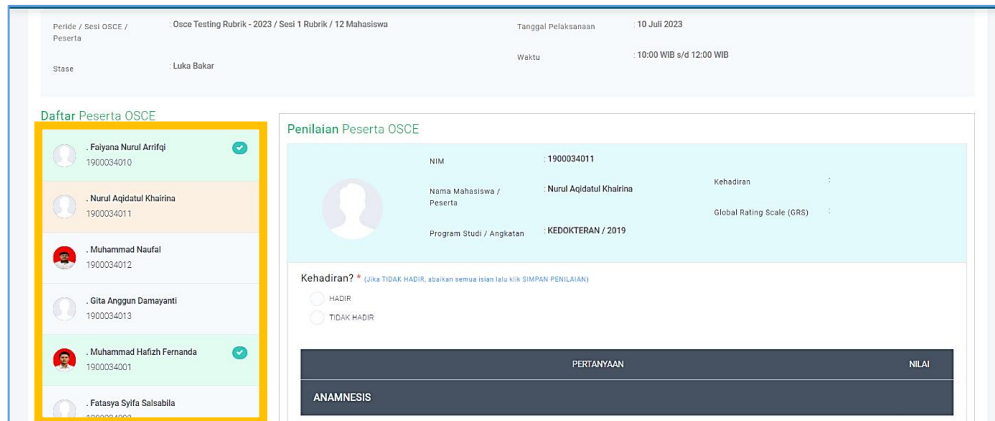 Peride / Sesi OSCE / Peserta : Osce Testing Rubrik - 2023 / Sesi 1 Rubrik / 12 Mahasiswa
Tanggal Pelaksanaan : 10 Juli 2023
Stase : Luka Bakar
Waktu : 10:00 WIB s/d 12:00 WIB
Daftar Peserta OSCE
. Faiyana Nurul Arrifqi
1900034010
. Nurul Aqidatul Khairina
1900034011
. Muhammad Naufal
1900034012
. Gita Anggun Damayanti
1900034013
. Muhammad Hafizh Fernanda
1900034001
. Fatasya Syifa Salsabila
Penilaian Peserta OSCE
NIM : 1900034011
Nama Mahasiswa / Peserta : Nurul Aqidatul Khairina
Program Studi / Angkatan : KEDOKTERAN / 2019
Kehadiran :
Global Rating Scale (GRS) :
Kehadiran? * (Jika TIDAK HADIR, abaikan semua isian lalu klik SIMPAN PENILAIAN)
HADIR
TIDAK HADIR
PERTANYAAN NILAI
ANAMNESIS